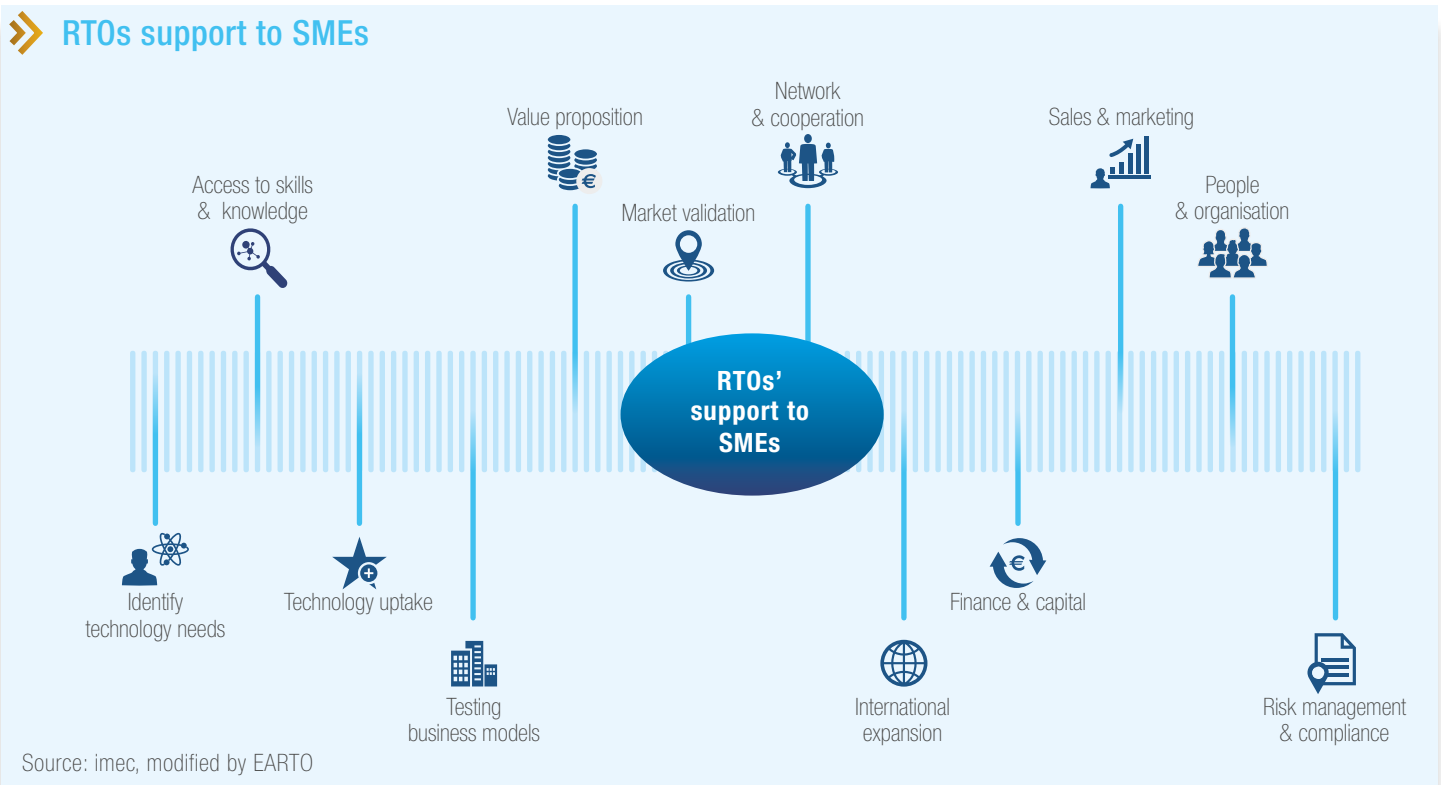 RTOs support to SMEs
Network
& cooperation
Value proposition
Sales & marketing
Access to skills
& knowledge
People
& organisation
Market validation
RTOs'
support to
SMEs
€
€
Identify
technology needs
Technology uptake
Finance & capital
Testing
business models
International
expansion
Risk management
& compliance
Source: imec, modified by EARTO